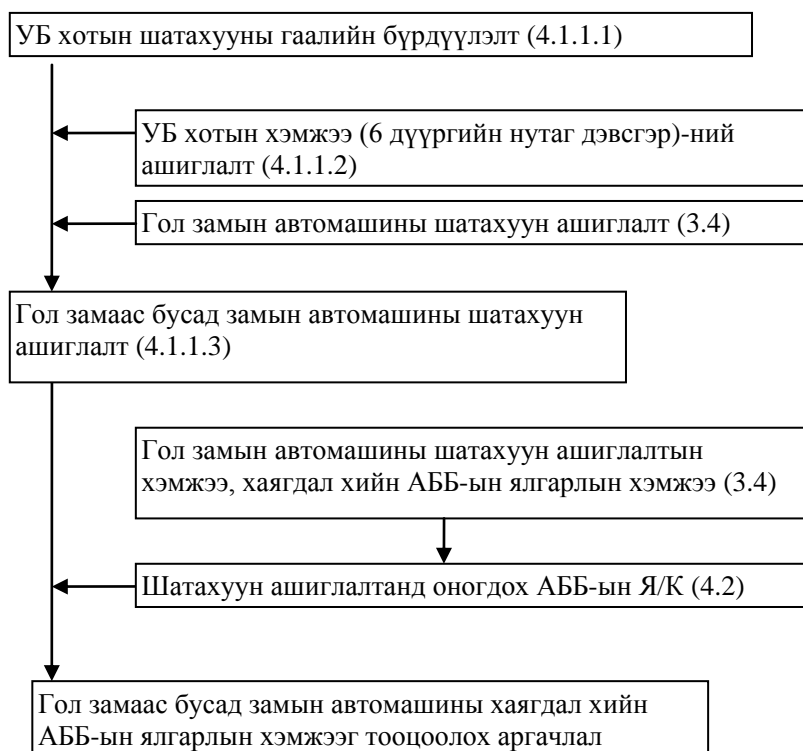 УБ хотын шатахууны гаалийн бүрдүүлэлт (4.1.1.1)
УБ хотын хэмжээ (6 дүүргийн нутаг дэвсгэр)-ний
ашиглалт (4.1.1.2)
Гол замын автомашины шатахуун ашиглалт (3.4)
Гол замаас бусад замын автомашины шатахуун
ашиглалт (4.1.1.3)
Гол замын автомашины шатахуун ашиглалтын
хэмжээ, хаягдал хийн АББ-ын ялгарлын хэмжээ (3.4)
Шатахуун ашиглалтанд оногдох АББ-ын Я/К (4.2)
Гол замаас бусад замын автомашины хаягдал хийн
АББ-ын ялгарлын хэмжээг тооцоолох аргачлал